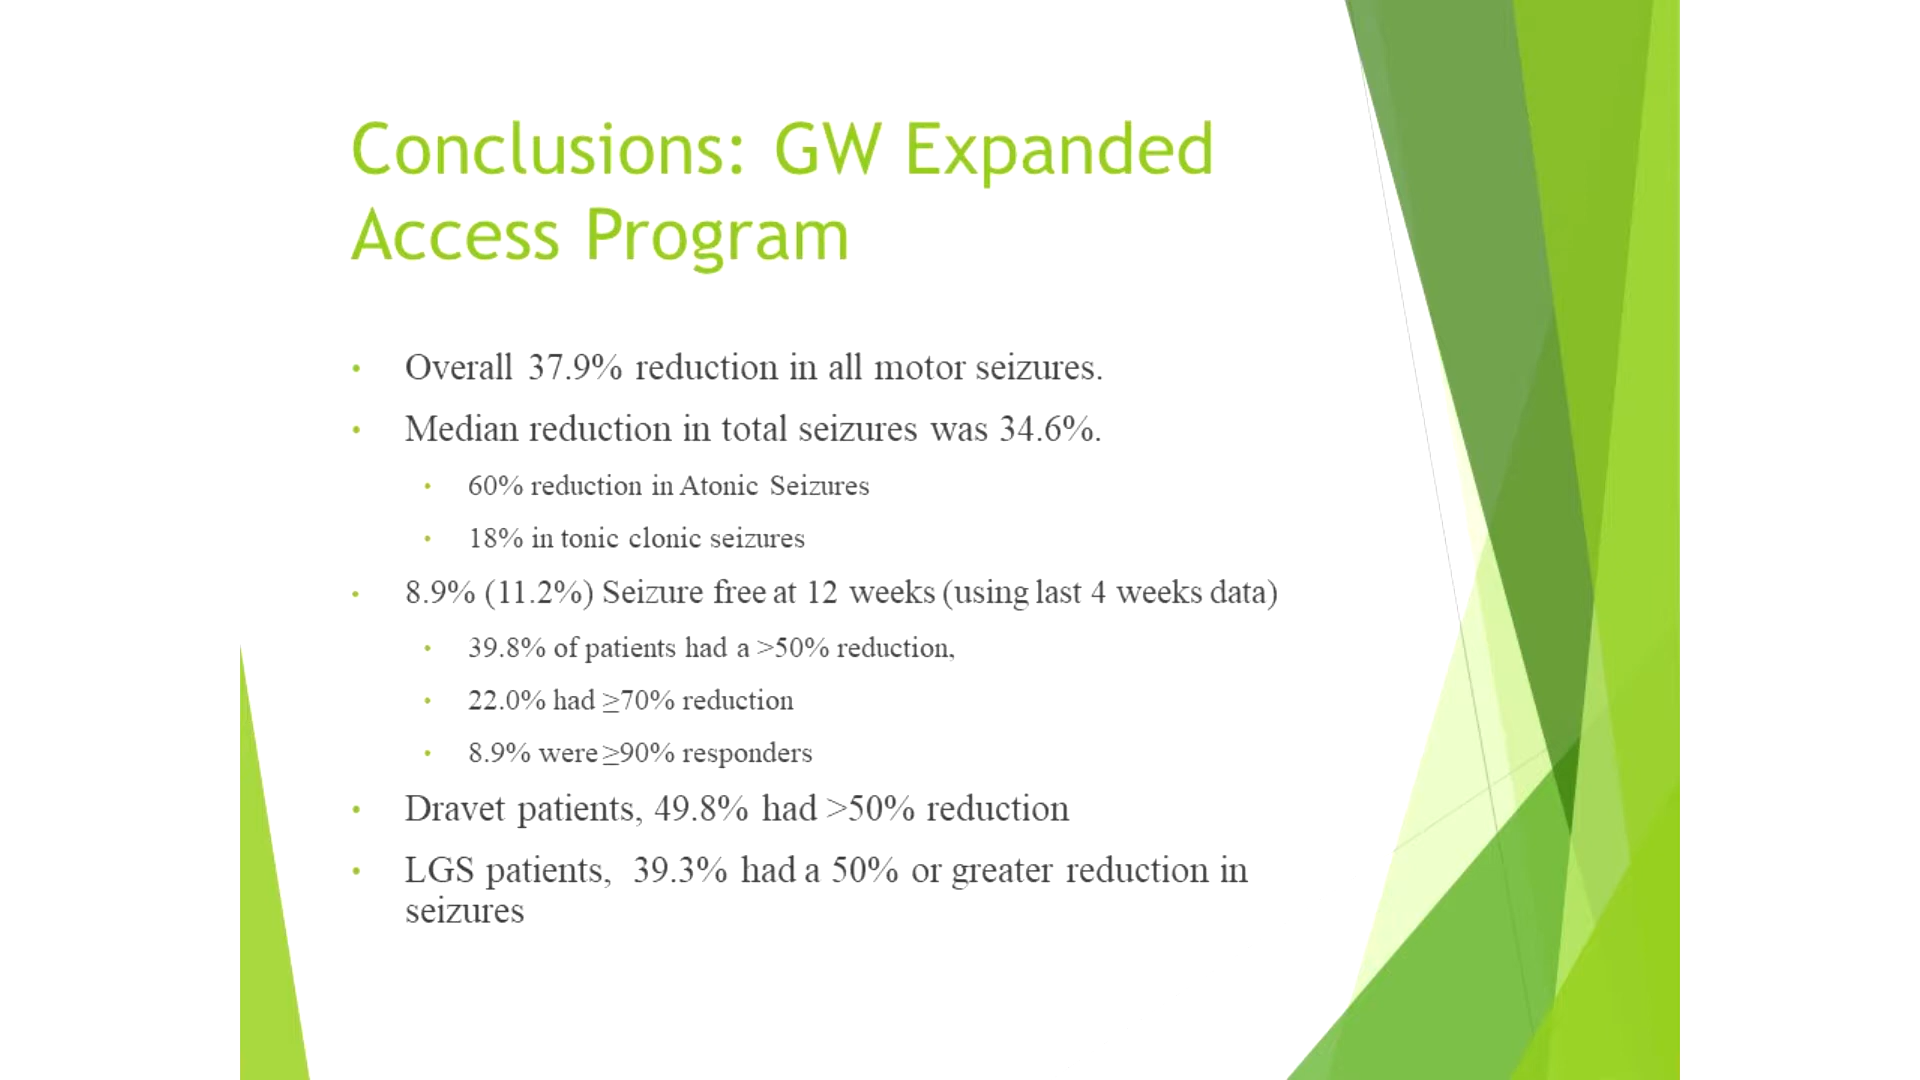 Conclusions: GW Expanded
Access Program
• Overall 37.9% reduction in all motor seizures.
• Median reduction in total seizures was 34.6%.
• 60% reduction in Atonic Seizures
• 18% in tonic clonic seizures
• 8.9% (11.2%) Seizure free at 12 weeks (using last 4 weeks data)
• 39.8% of patients had a >50% reduction,
• 22.0% had ≥70% reduction
• 8.9% were ≥90% responders
• Dravet patients, 49.8% had >50% reduction
• LGS patients, 39.3% had a 50% or greater reduction in
seizures